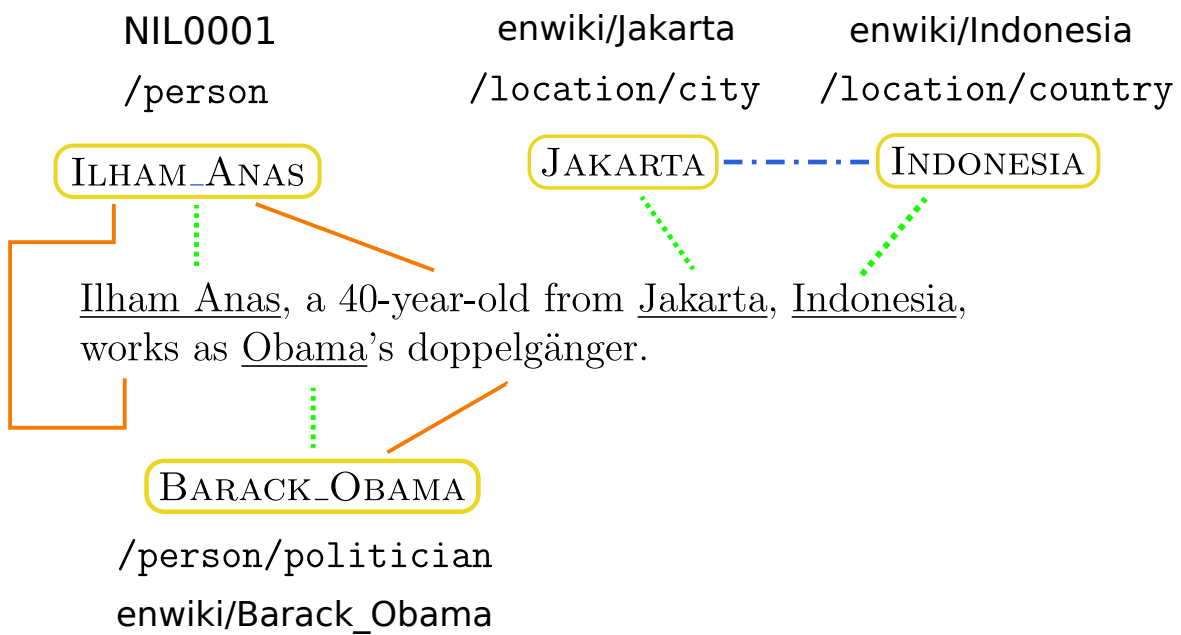 NIL0001 enwiki/Jakarta enwiki/Indonesia
/person /location/city /location/country
ILHAM_ANAS JAKARTA INDONESIA
Ilham Anas, a 40-year-old from Jakarta, Indonesia,
works as Obama's doppelgänger.
BARACK_OBAMA
/person/politician
enwiki/Barack_Obama